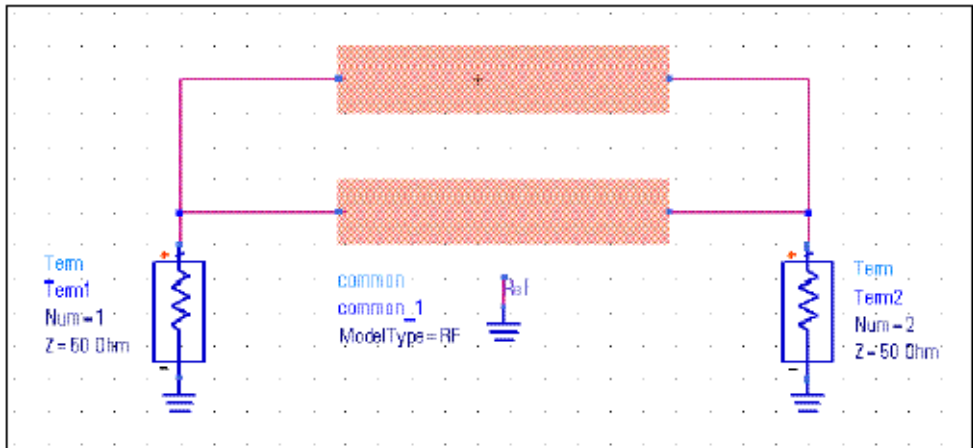 Term
Term1
Num=1
Z=50 Ohm
common
common_1
ModelType=RF
Ref
Term
Term2
Num=2
Z=50 Ohm